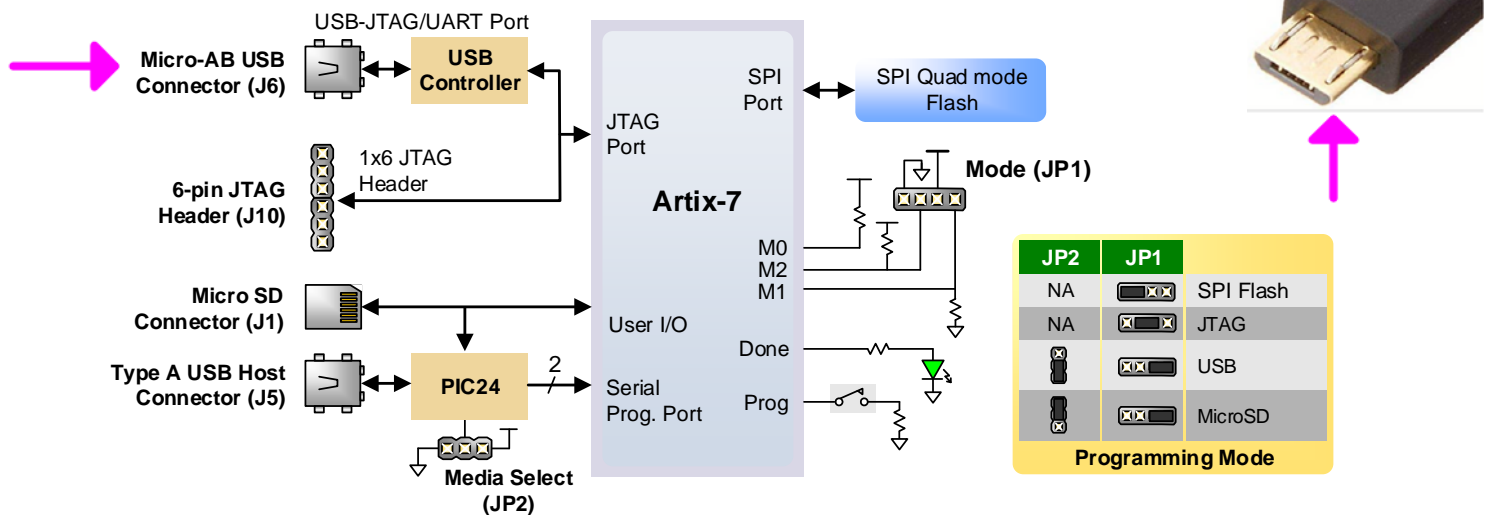 USB-JTAG/UART Port
Micro-AB USB
Connector (J6)
USB
Controller
6-pin JTAG
Header (J10)
1x6 JTAG
Header
Micro SD
Connector (J1)
Type A USB Host
Connector (J5)
PIC24
2
Media Select
(JP2)
JTAG
Port
Artix-7
User I/O
Serial
Prog. Port
SPI
Port
M0
M2
M1
Done
Prog
SPI Quad mode
Flash
Mode (JP1)
JP2 JP1
NA SPI Flash
NA JTAG
USB
MicroSD
Programming Mode